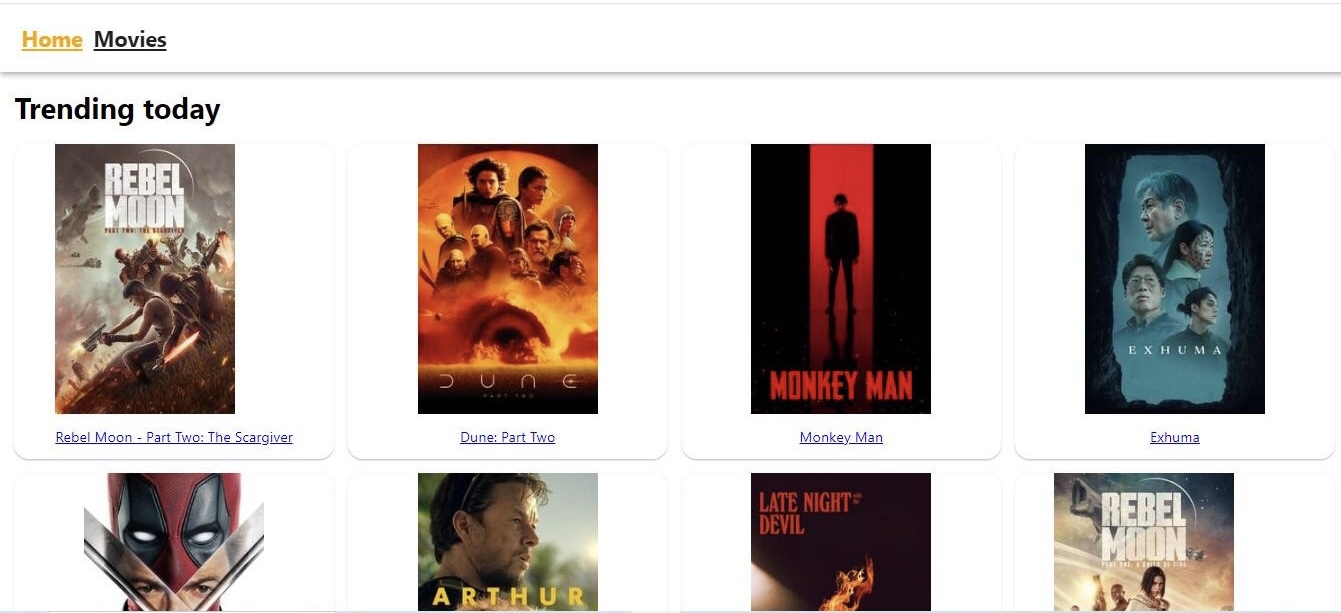 Home Movies
Trending today
REBEL
MOON
PART TWO: THE SCARGIVER
DUNE
PART TWO
MONKEY MAN
EXHUMA
Rebel Moon - Part Two: The Scargiver
Dune: Part Two
Monkey Man
Exhuma
ARTHUR
LATE NIGHT with the
DEVIL
REBEL
MOON
PART ONE: A CHILD OF FIRE